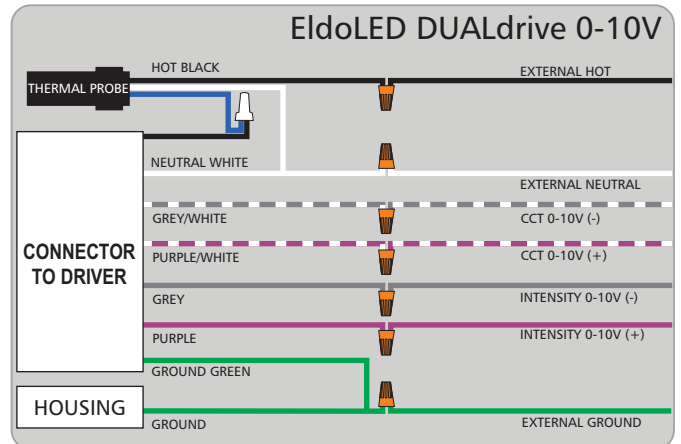 EldoLED DUALdrive 0-10V
HOT BLACK
EXTERNAL HOT
THERMAL PROBE
NEUTRAL WHITE
EXTERNAL NEUTRAL
GREY/WHITE
CCT 0-10V (-)
CONNECTOR
TO DRIVER
PURPLE/WHITE
CCT 0-10V (+)
GREY
INTENSITY 0-10V (-)
PURPLE
INTENSITY 0-10V (+)
GROUND GREEN
HOUSING
GROUND
EXTERNAL GROUND